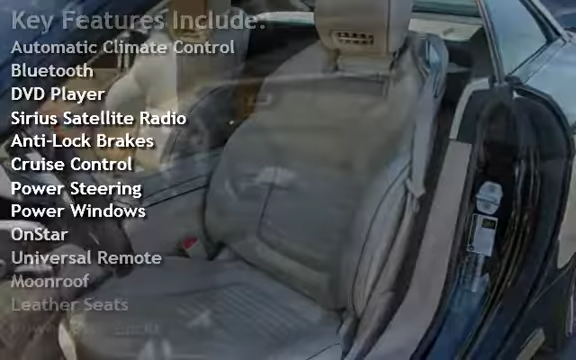 Key Features Include:
Automatic Climate Control
Bluetooth
DVD Player
Sirius Satellite Radio
Anti-Lock Brakes
Cruise Control
Power Steering
Power Windows
OnStar
Universal Remote
Moonroof
Leather Seats